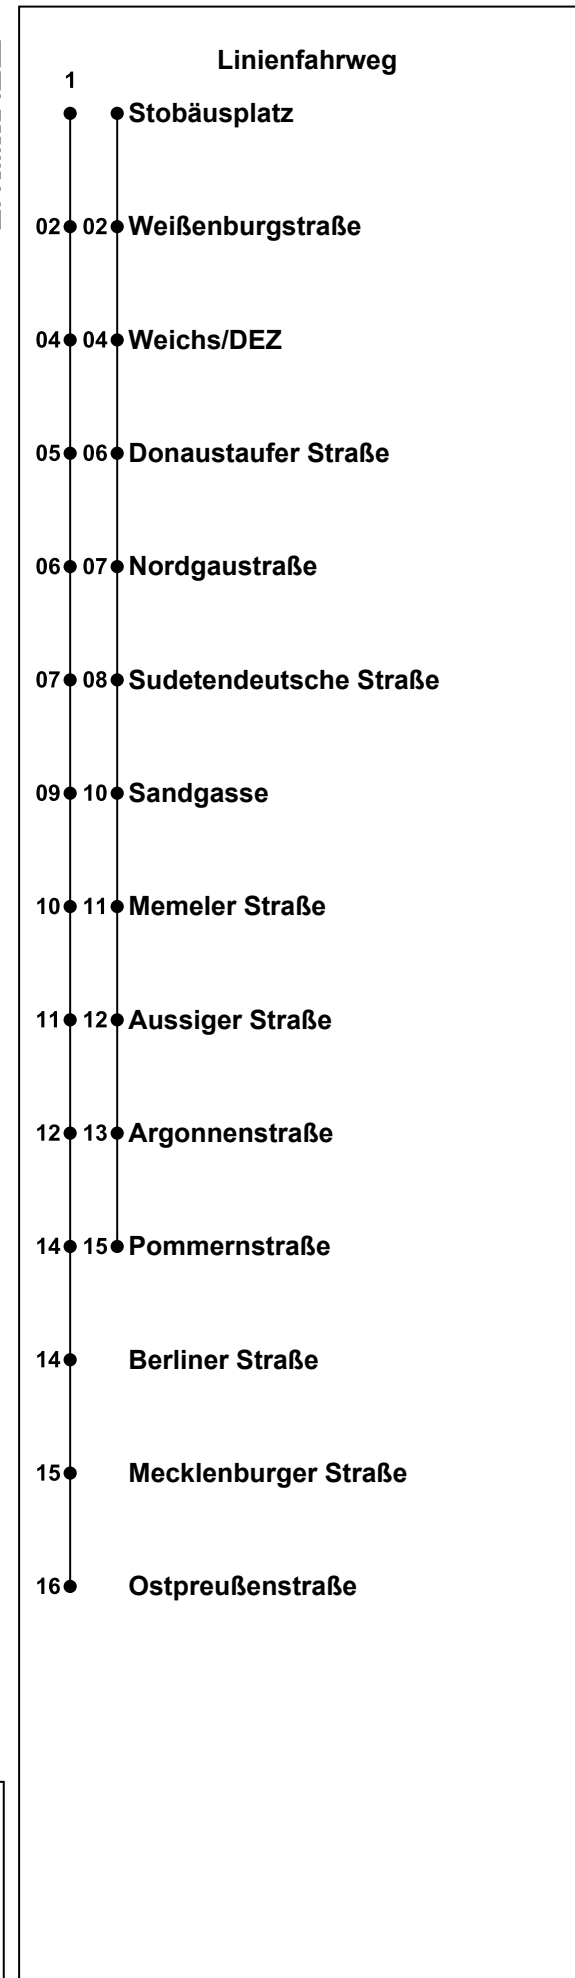 Linienfahrweg
1
Stobäusplatz
02 02 Weißenburgstraße
04 04 Weichs/DEZ
05 06 Donaustaufer Straße
06 07 Nordgaustraße
07 08 Sudetendeutsche Straße
09 10 Sandgasse
10 11 Memeler Straße
11 12 Aussiger Straße
12 13 Argonnenstraße
14 15 Pommernstraße
14 Berliner Straße
15 Mecklenburger Straße
16 Ostpreußenstraße